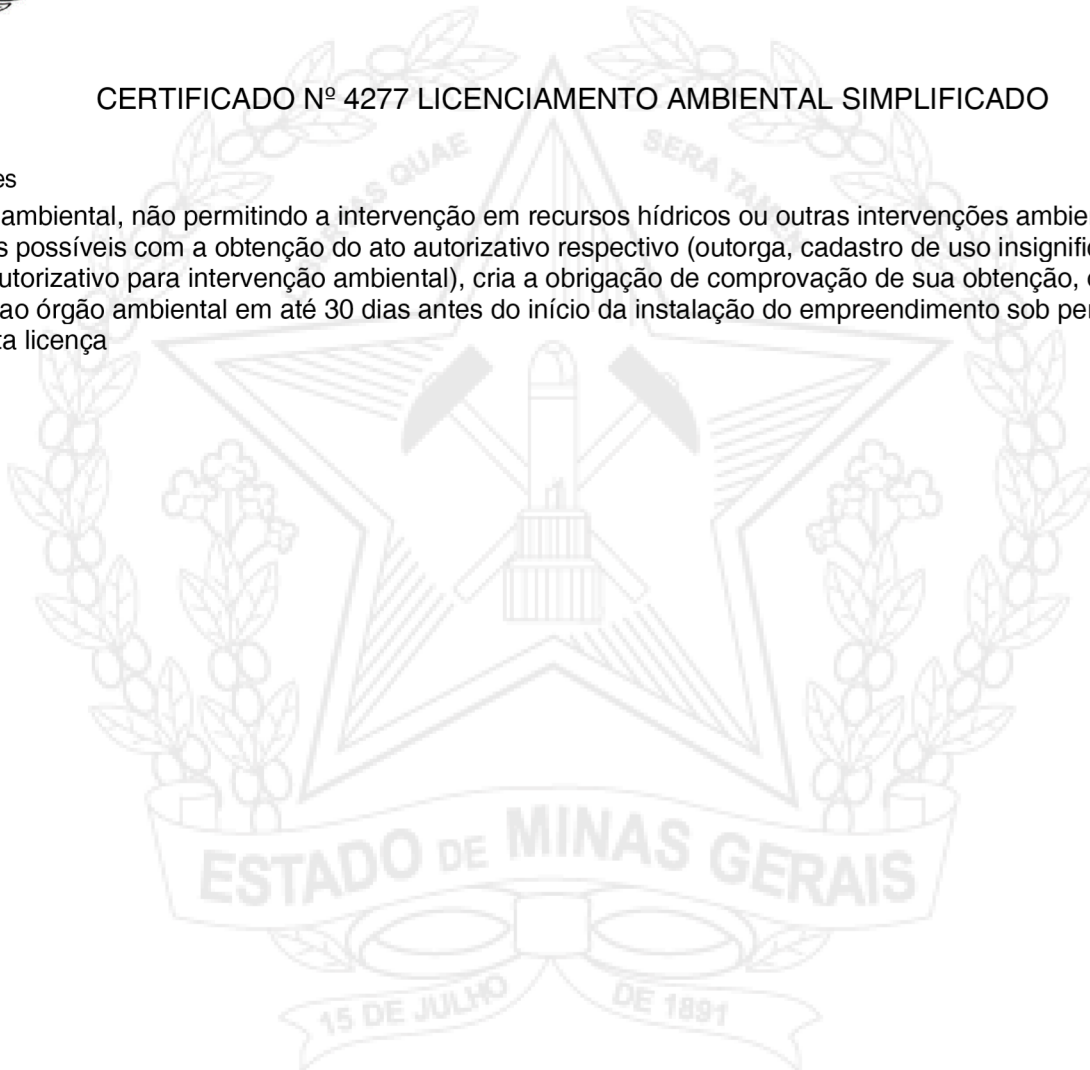 CERTIFICADO Nº 4277 LICENCIAMENTO AMBIENTAL SIMPLIFICADO
ambiental, não permitindo a intervenção em recursos hídricos ou outras intervenções
possíveis com a obtenção do ato autorizativo respectivo (outorga, cadastro de uso
para intervenção ambiental), cria a obrigação de comprovação de sua obtenção,
ao órgão ambiental em até 30 dias antes do início da instalação do empreendimento sob
licença
LIBERTAS QUAE SERA TAMEN
ESTADO DE MINAS GERAIS
15 DE JULHO DE 1891